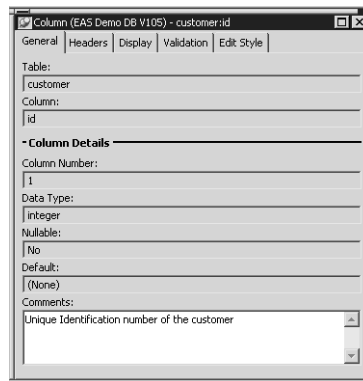 Column (EAS Demo DB V105) - customer:id
General Headers Display Validation Edit Style
Table:
customer
Column:
id
- Column Details
Column Number:
1
Data Type:
integer
Nullable:
No
Default:
(None)
Comments:
Unique Identification number of the customer